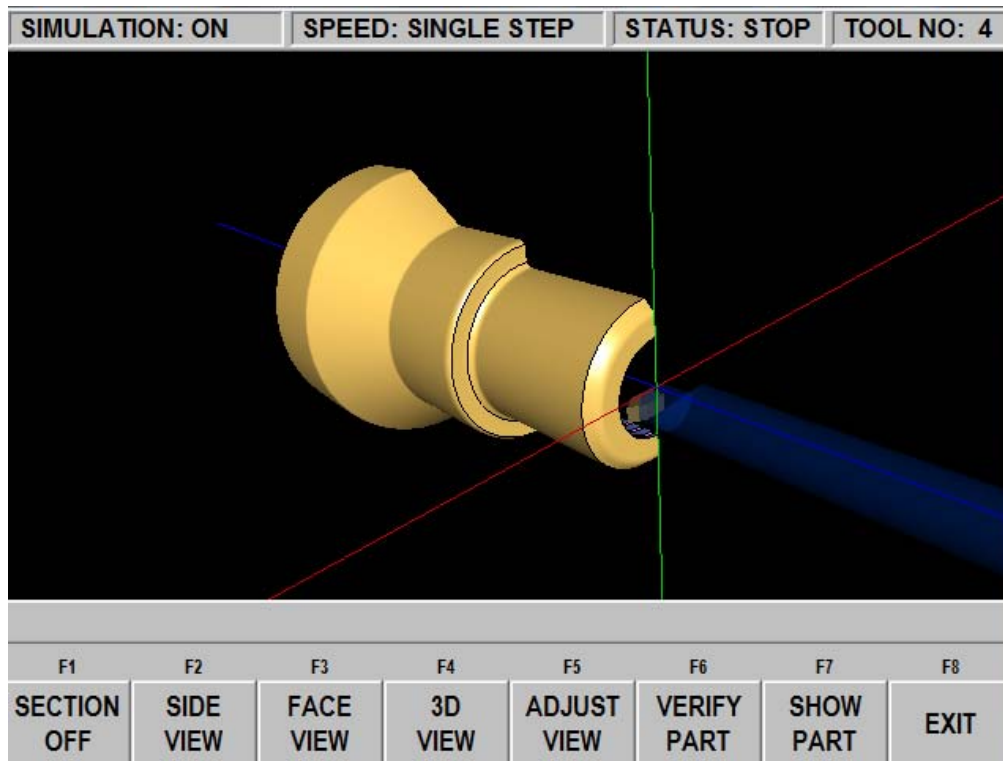 SIMULATION: ON SPEED: SINGLE STEP STATUS: STOP TOOL NO: 4
F1 F2 F3 F4 F5 F6 F7 F8
SECTION OFF SIDE VIEW FACE VIEW 3D VIEW ADJUST VIEW VERIFY PART SHOW PART EXIT